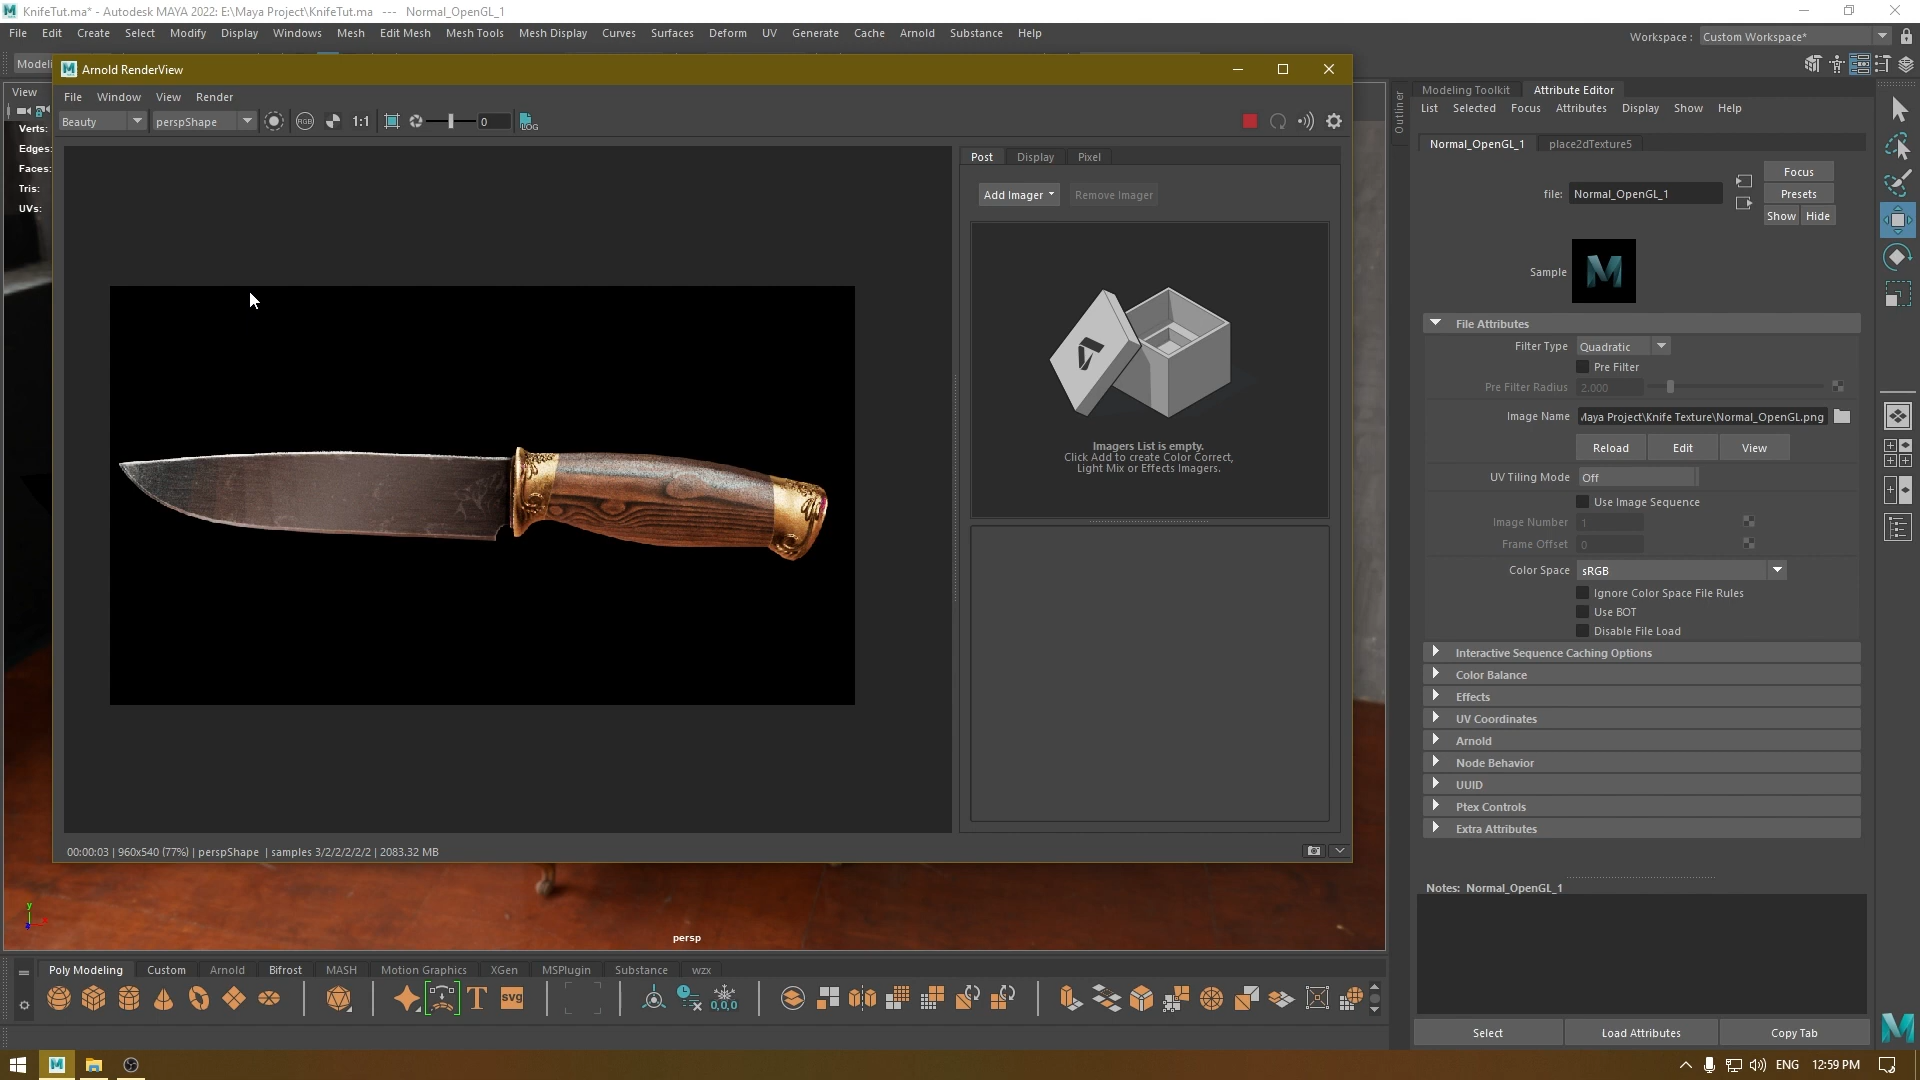 KnifeTut.ma* - Autodesk MAYA 2022: E:\Maya Project\KnifeTut.ma --- Normal_OpenGL_1
File Edit Create Select Modify Display Windows Mesh Edit Mesh Mesh Tools Mesh Display Curves Surfaces Deform UV Generate Cache Arnold Substance Help
Workspace : Custom Workspace*
Modeli
Arnold RenderView
File Window View Render
Beauty perspShape RGB 1:1 0 LOG
View
Verts:
Edges:
Faces:
Tris:
UVs:
Post Display Pixel
Add Imager Remove Imager
Imagers List is empty.
Click Add to create Color Correct,
Light Mix or Effects Imagers.
00:00:03 | 960x540 (77%) | perspShape | samples 3/2/2/2/2/2 | 2083.32 MB
Outliner
Modeling Toolkit Attribute Editor
List Selected Focus Attributes Display Show Help
Normal_OpenGL_1 place2dTexture5
file: Normal_OpenGL_1
Focus
Presets
Show Hide
Sample
File Attributes
Filter Type Quadratic
Pre Filter
Pre Filter Radius 2.000
Image Name Maya Project\Knife Texture\Normal_OpenGL.png
Reload Edit View
UV Tiling Mode Off
Use Image Sequence
Image Number 1
Frame Offset 0
Color Space sRGB
Ignore Color Space File Rules
Use BOT
Disable File Load
Interactive Sequence Caching Options
Color Balance
Effects
UV Coordinates
Arnold
Node Behavior
UUID
Ptex Controls
Extra Attributes
Notes: Normal_OpenGL_1
Select Load Attributes Copy Tab
y
x
z
persp
Poly Modeling Custom Arnold Bifrost MASH Motion Graphics XGen MSPlugin Substance wzx
T svg 0,0,0
ENG 12:59 PM